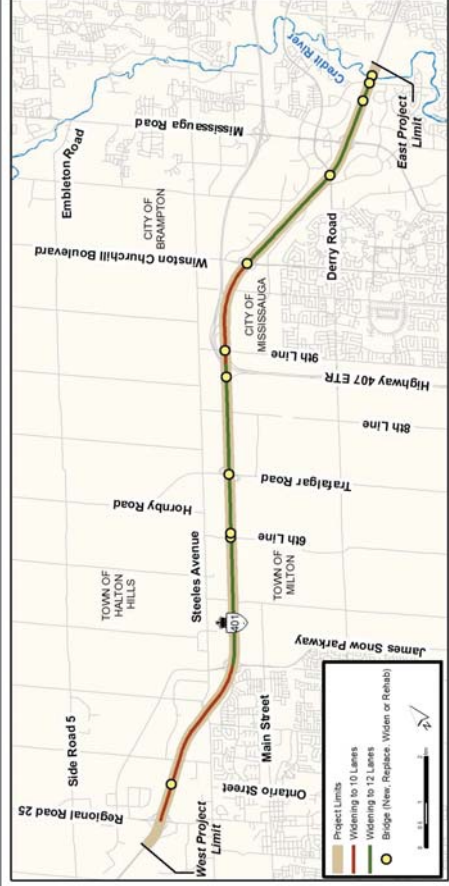 Credit River
East Project
Limit
Mississauga Road
Embleton Road
CITY OF
BRAMPTON
Derry Road
Winston Churchill Boulevard
CITY OF
MISSISSAUGA
9th Line
Highway 407 ETR
8th Line
Trafalgar Road
Hornby Road
6th Line
Steeles Avenue
TOWN OF
HALTON
HILLS
TOWN OF
MILTON
401
James Snow Parkway
Side Road 5
Main Street
Ontario Street
Regional Road 25
West Project
Limit
Project Limits
Widening to 10 Lanes
Widening to 12 Lanes
Bridge (New, Replace, Widen or Rehab)